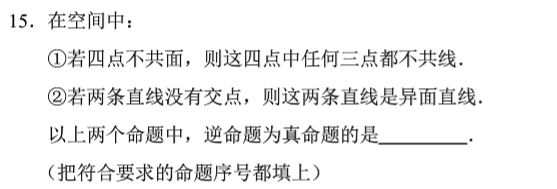 15．在空间中：
①若四点不共面，则这四点中任何三点都不共线．
②若两条直线没有交点，则这两条直线是异面直线．
以上两个命题中，逆命题为真命题的是________．
（把符合要求的命题序号都填上）